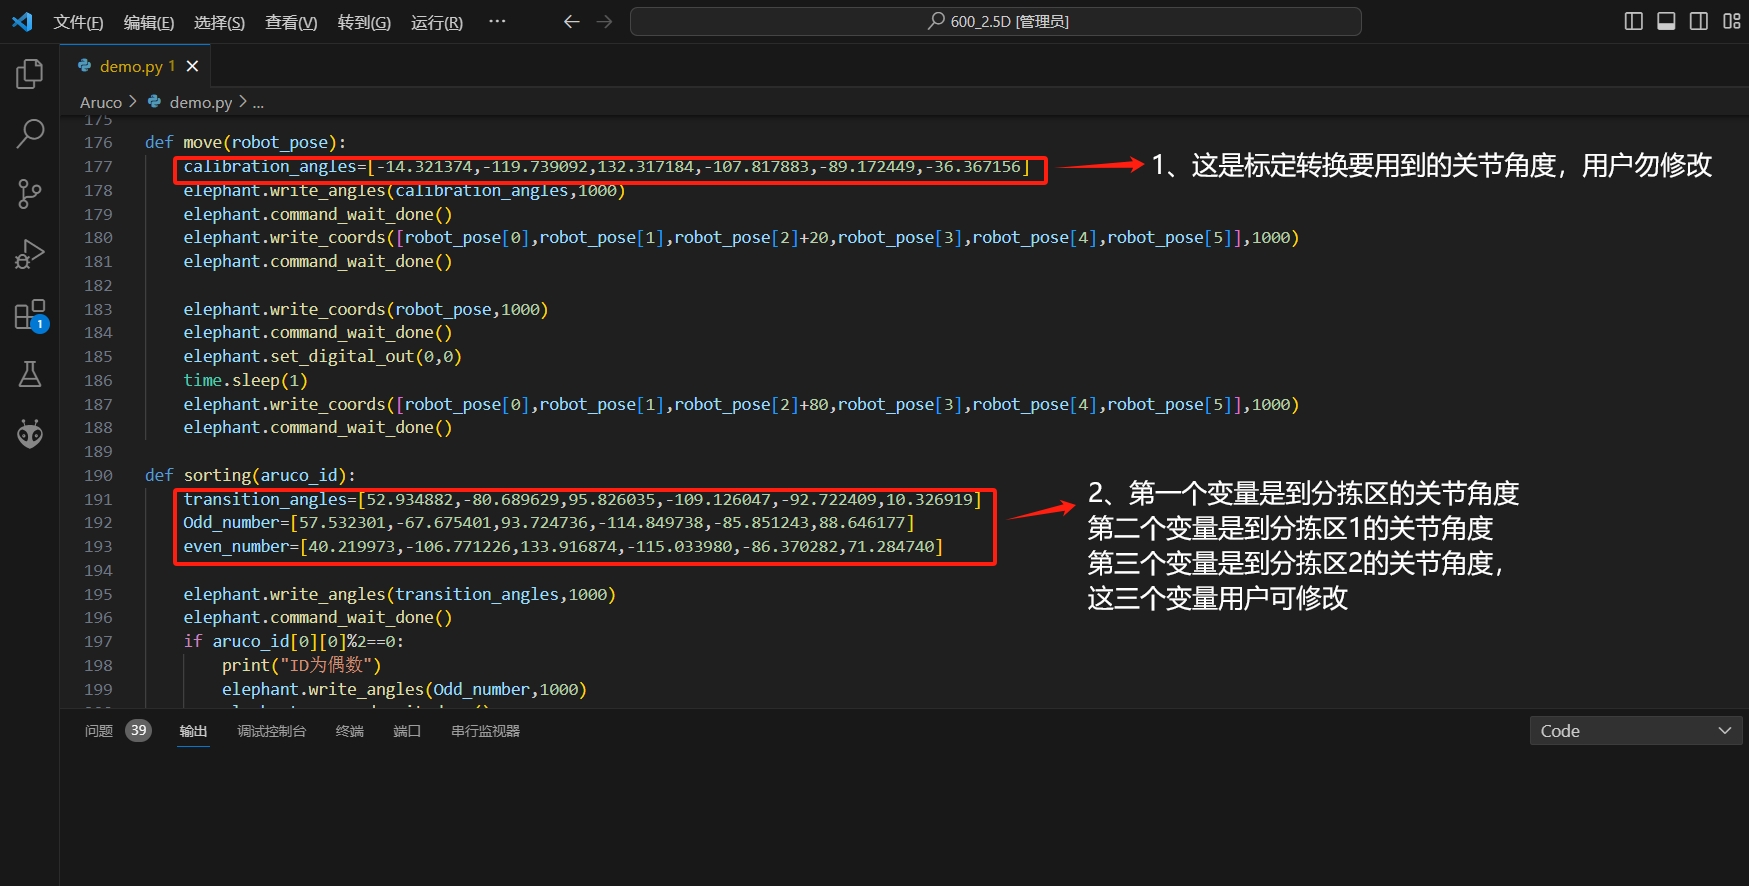 文件(F) 编辑(E) 选择(S) 查看(V) 转到(G) 运行(R) ··· 600_2.5D [管理员]
demo.py 1
Aruco > demo.py > ...
175
176 def move(robot_pose):
177 calibration_angles=[-14.321374,-119.739092,132.317184,-107.817883,-89.172449,-36.367156]
1、这是标定转换要用到的关节角度，用户勿修改
178 elephant.write_angles(calibration_angles,1000)
179 elephant.command_wait_done()
180 elephant.write_coords([robot_pose[0],robot_pose[1],robot_pose[2]+20,robot_pose[3],robot_pose[4],robot_pose[5]],1000)
181 elephant.command_wait_done()
182
183 elephant.write_coords(robot_pose,1000)
184 elephant.command_wait_done()
185 elephant.set_digital_out(0,0)
186 time.sleep(1)
187 elephant.write_coords([robot_pose[0],robot_pose[1],robot_pose[2]+80,robot_pose[3],robot_pose[4],robot_pose[5]],1000)
188 elephant.command_wait_done()
189
190 def sorting(aruco_id):
191 transition_angles=[52.934882,-80.689629,95.826035,-109.126047,-92.722409,10.326919]
192 Odd_number=[57.532301,-67.675401,93.724736,-114.849738,-85.851243,88.646177]
193 even_number=[40.219973,-106.771226,133.916874,-115.033980,-86.370282,71.284740]
2、第一个变量是到分拣区的关节角度
第二个变量是到分拣区1的关节角度
第三个变量是到分拣区2的关节角度，
这三个变量用户可修改
194
195 elephant.write_angles(transition_angles,1000)
196 elephant.command_wait_done()
197 if aruco_id[0][0]%2==0:
198 print("ID为偶数")
199 elephant.write_angles(Odd_number,1000)
问题 39 输出 调试控制台 终端 端口 串行监视器 Code
1